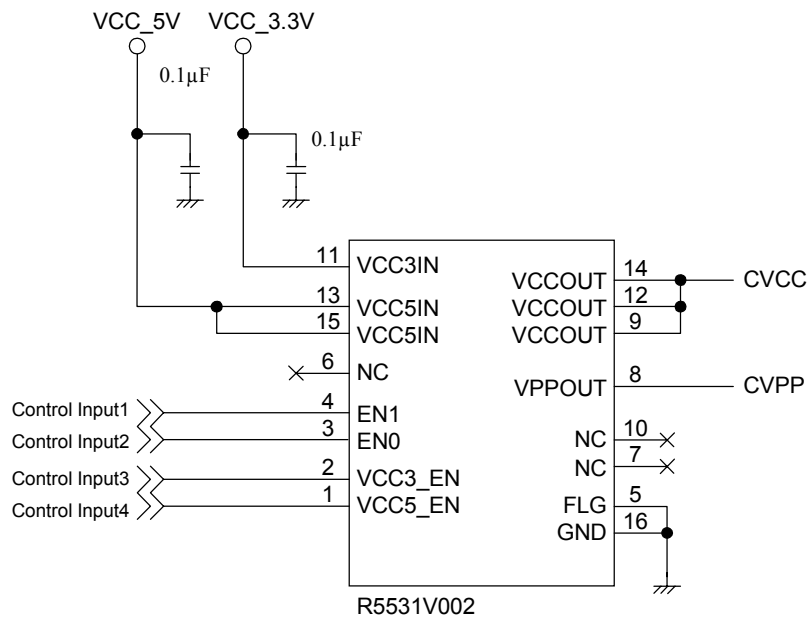 VCC_5V VCC_3.3V
0.1µF
0.1µF
11 VCC3IN
VCCOUT 14 CVCC
13 VCC5IN
VCCOUT 12
15 VCC5IN
VCCOUT 9
6 NC
VPPOUT 8 CVPP
Control Input1 4 EN1
Control Input2 3 EN0
NC 10
NC 7
Control Input3 2 VCC3_EN
Control Input4 1 VCC5_EN
FLG 5
GND 16
R5531V002